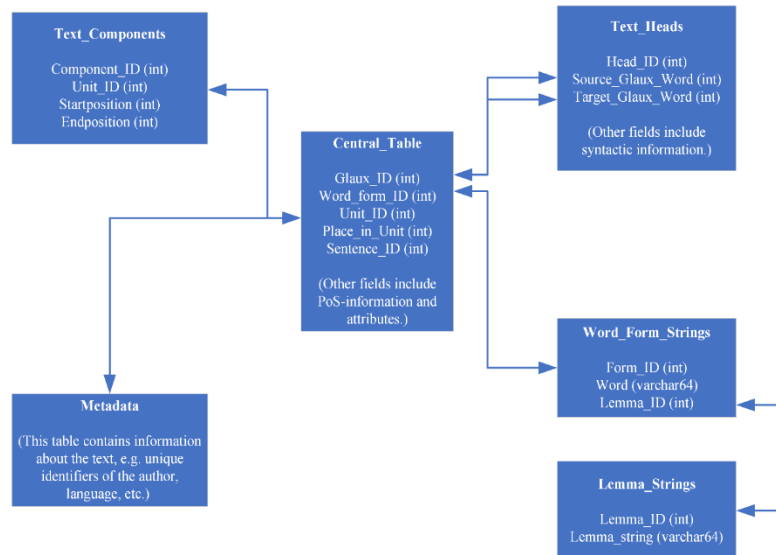 Text_Components
Component_ID (int)
Unit_ID (int)
Startposition (int)
Endposition (int)
Text_Heads
Head_ID (int)
Source_Glaux_Word (int)
Target_Glaux_Word (int)
(Other fields include
syntactic information.)
Central_Table
Glaux_ID (int)
Word_form_ID (int)
Unit_ID (int)
Place_in_Unit (int)
Sentence_ID (int)
(Other fields include
PoS-information and
attributes.)
Word_Form_Strings
Form_ID (int)
Word (varchar64)
Lemma_ID (int)
Metadata
(This table contains information
about the text, e.g. unique
identifiers of the author,
language, etc.)
Lemma_Strings
Lemma_ID (int)
Lemma_string (varchar64)